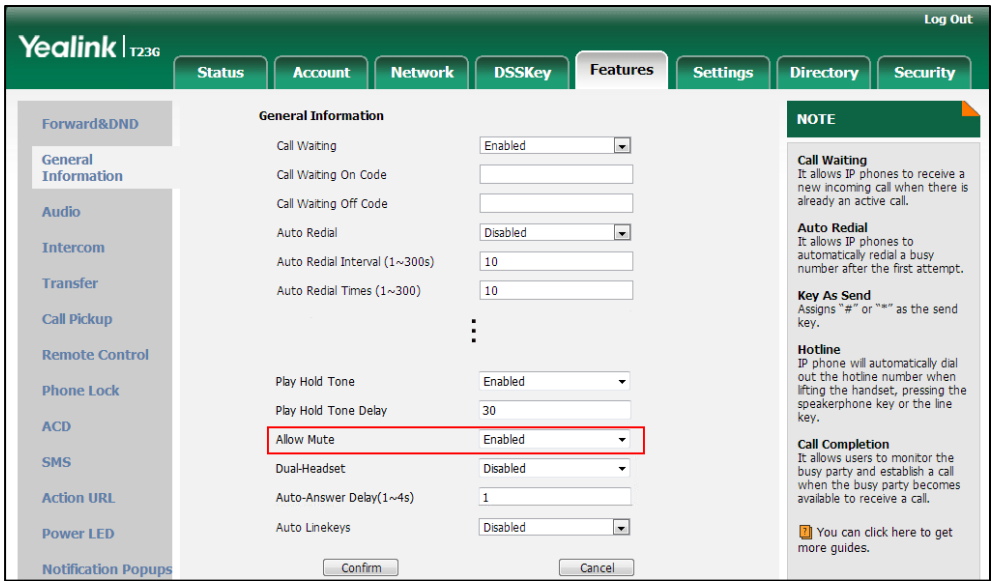 Log Out
Yealink T23G
Status Account Network DSSKey Features Settings Directory Security
Forward&DND
General
Information
Audio
Intercom
Transfer
Call Pickup
Remote Control
Phone Lock
ACD
SMS
Action URL
Power LED
Notification Popups
General Information
Call Waiting Enabled
Call Waiting On Code
Call Waiting Off Code
Auto Redial Disabled
Auto Redial Interval (1~300s) 10
Auto Redial Times (1~300) 10
Play Hold Tone Enabled
Play Hold Tone Delay 30
Allow Mute Enabled
Dual-Headset Disabled
Auto-Answer Delay(1~4s) 1
Auto Linekeys Disabled
Confirm Cancel
NOTE
Call Waiting
It allows IP phones to receive a
new incoming call when there is
already an active call.
Auto Redial
It allows IP phones to
automatically redial a busy
number after the first attempt.
Key As Send
Assigns "#" or "*" as the send
key.
Hotline
IP phone will automatically dial
out the hotline number when
lifting the handset, pressing the
speakerphone key or the line
key.
Call Completion
It allows users to monitor the
busy party and establish a call
when the busy party becomes
available to receive a call.
You can click here to get
more guides.